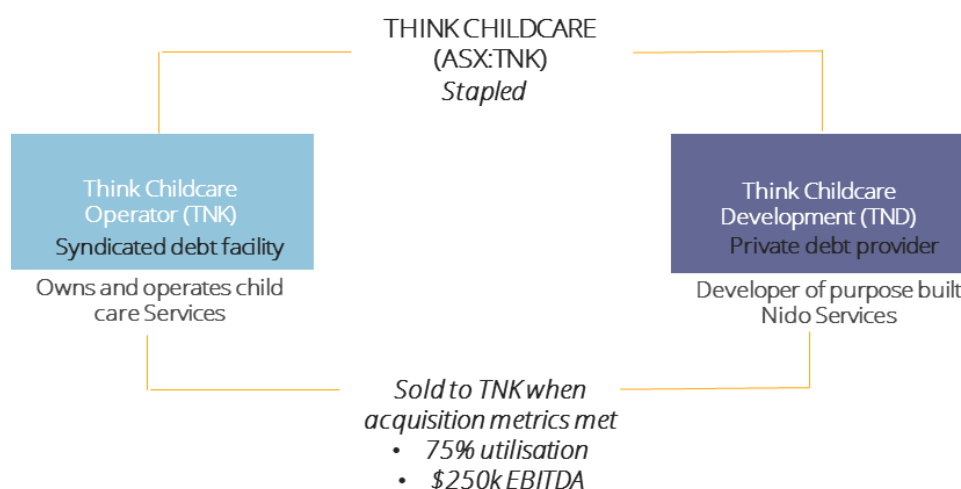 THINK CHILDCARE
(ASX:TNK)
Stapled
Think Childcare
Operator (TNK)
Syndicated debt facility
Owns and operates child
care Services
Think Childcare
Development (TND)
Private debt provider
Developer of purpose built
Nido Services
Sold to TNK when
acquisition metrics met
• 75% utilisation
• $250k EBITDA